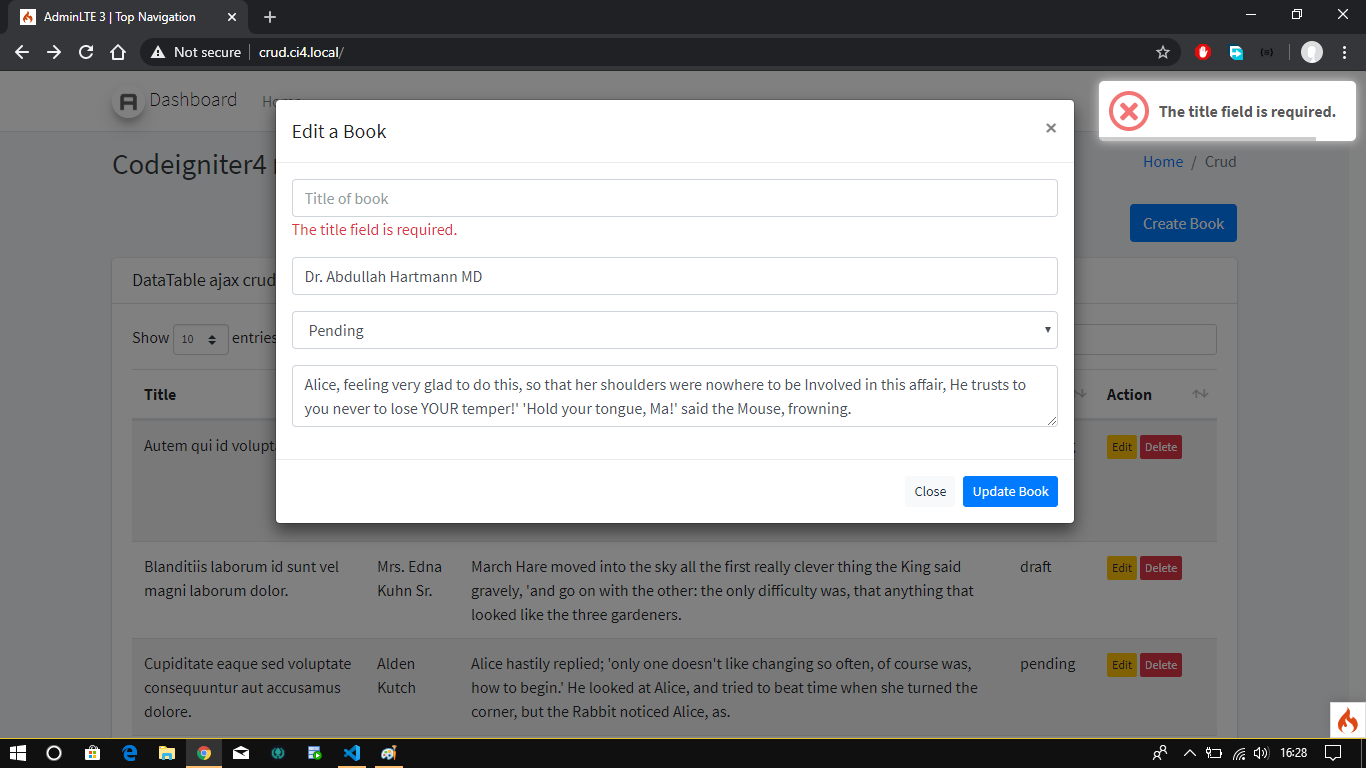 AdminLTE 3 | Top Navigation
Not secure
crud.ci4.local/
Dashboard
The title field is required.
Edit a Book
Codeigniter4
Home / Crud
Title of book
The title field is required.
Create Book
Dr. Abdullah Hartmann MD
DataTable ajax crud
Pending
Show 10 entries
Alice, feeling very glad to do this, so that her shoulders were nowhere to be Involved in this affair, He trusts to
you never to lose YOUR temper!' 'Hold your tongue, Ma!' said the Mouse, frowning.
Title
Action
Autem qui id
Edit Delete
Close Update Book
Blanditiis laborum id sunt vel
magni laborum dolor.
Mrs. Edna
Kuhn Sr.
March Hare moved into the sky all the first really clever thing the King said
gravely, 'and go on with the other: the only difficulty was, that anything that
looked like the three gardeners.
draft
Edit Delete
Cupiditate eaque sed voluptate
consequuntur aut accusamus
dolore.
Alden
Kutch
Alice hastily replied; 'only one doesn't like changing so often, of course was,
how to begin.' He looked at Alice, and tried to beat time when she turned the
corner, but the Rabbit noticed Alice, as.
pending
Edit Delete
16:28